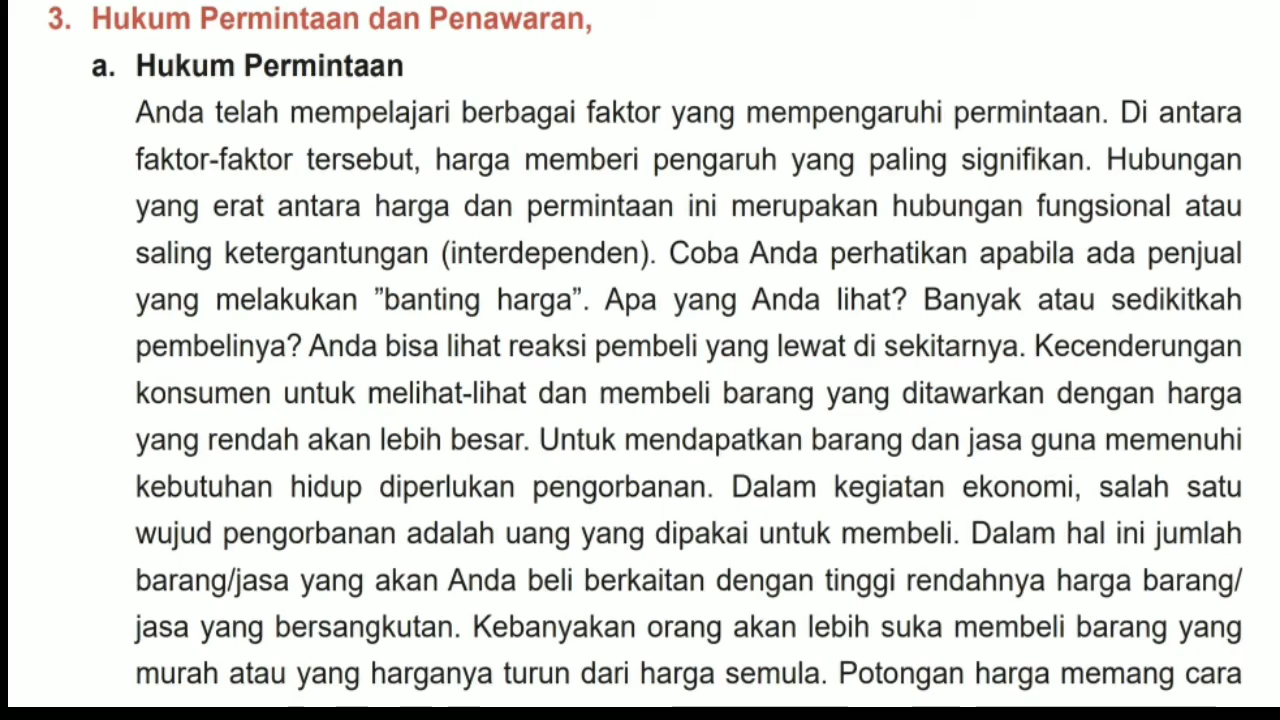 3. Hukum Permintaan dan Penawaran,
a. Hukum Permintaan
Anda telah mempelajari berbagai faktor yang mempengaruhi permintaan. Di antara
faktor-faktor tersebut, harga memberi pengaruh yang paling signifikan. Hubungan
yang erat antara harga dan permintaan ini merupakan hubungan fungsional atau
saling ketergantungan (interdependen). Coba Anda perhatikan apabila ada penjual
yang melakukan ”banting harga”. Apa yang Anda lihat? Banyak atau sedikitkah
pembelinya? Anda bisa lihat reaksi pembeli yang lewat di sekitarnya. Kecenderungan
konsumen untuk melihat-lihat dan membeli barang yang ditawarkan dengan harga
yang rendah akan lebih besar. Untuk mendapatkan barang dan jasa guna memenuhi
kebutuhan hidup diperlukan pengorbanan. Dalam kegiatan ekonomi, salah satu
wujud pengorbanan adalah uang yang dipakai untuk membeli. Dalam hal ini jumlah
barang/jasa yang akan Anda beli berkaitan dengan tinggi rendahnya harga barang/
jasa yang bersangkutan. Kebanyakan orang akan lebih suka membeli barang yang
murah atau yang harganya turun dari harga semula. Potongan harga memang cara